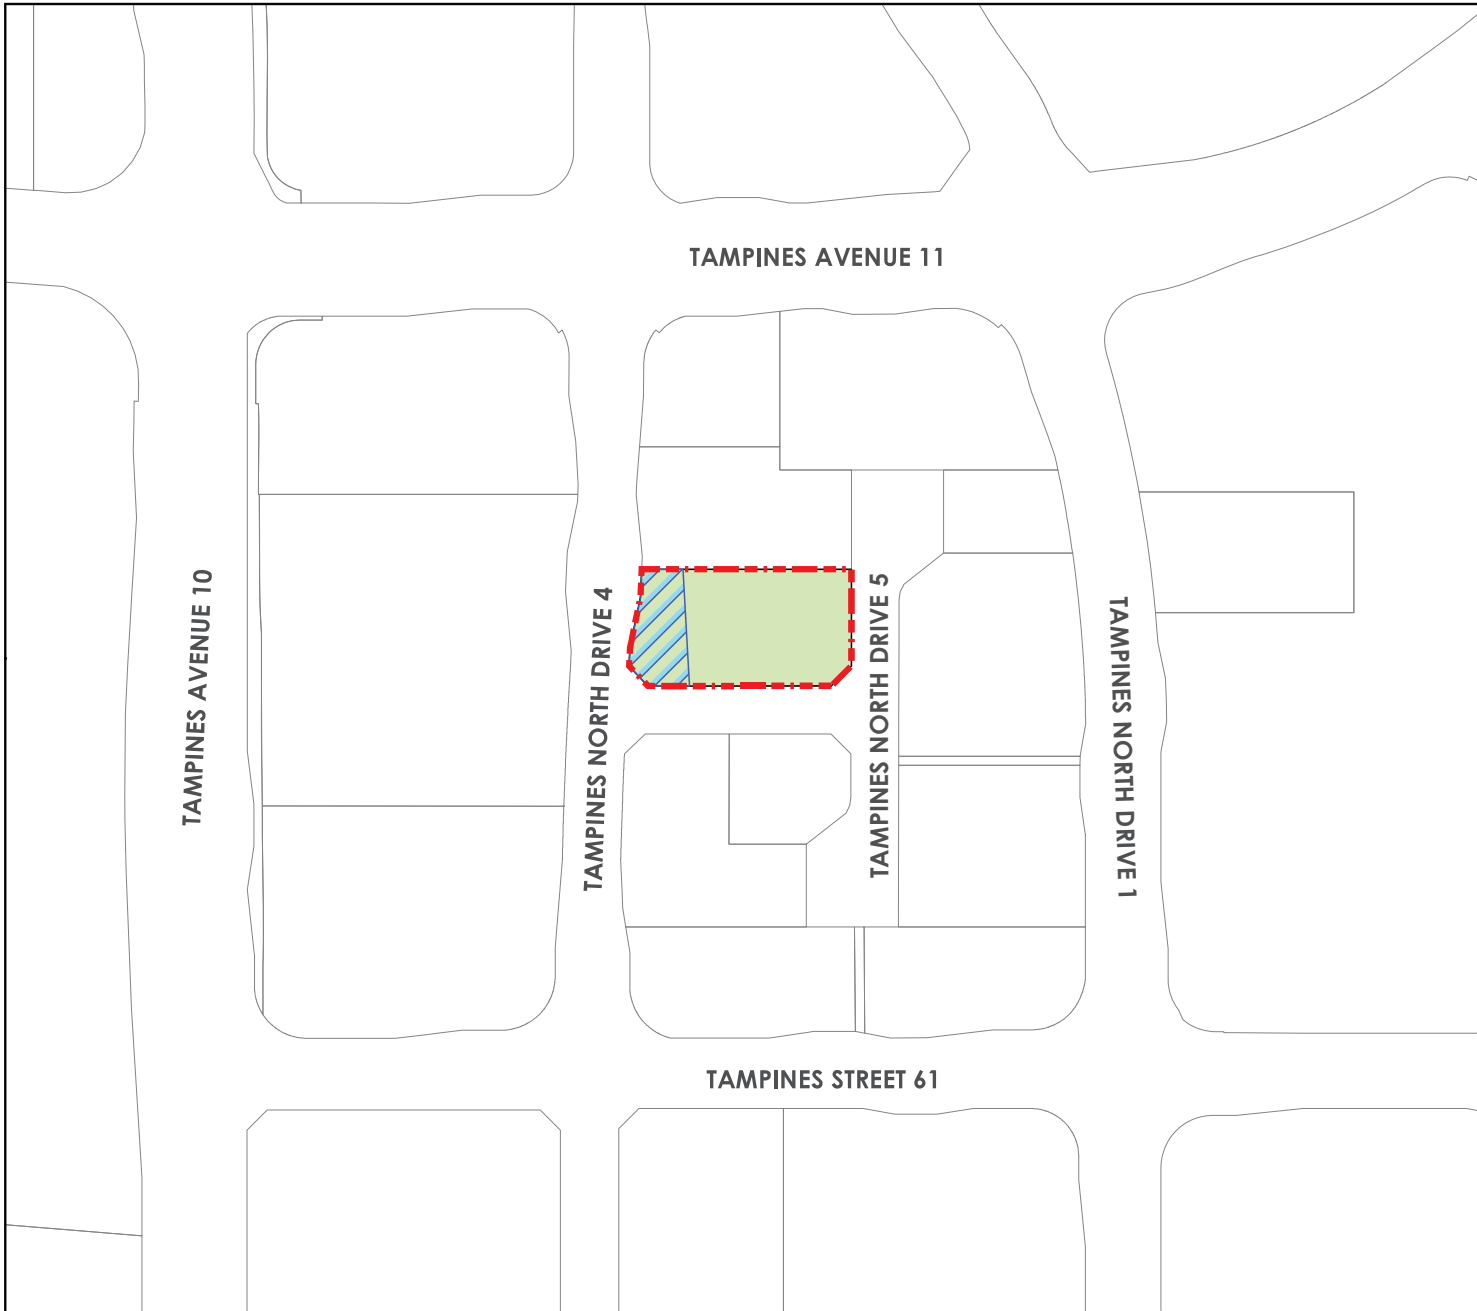 TAMPINES AVENUE 11
TAMPINES AVENUE 10
TAMPINES NORTH DRIVE 4
TAMPINES NORTH DRIVE 5
TAMPINES NORTH DRIVE 1
TAMPINES STREET 61